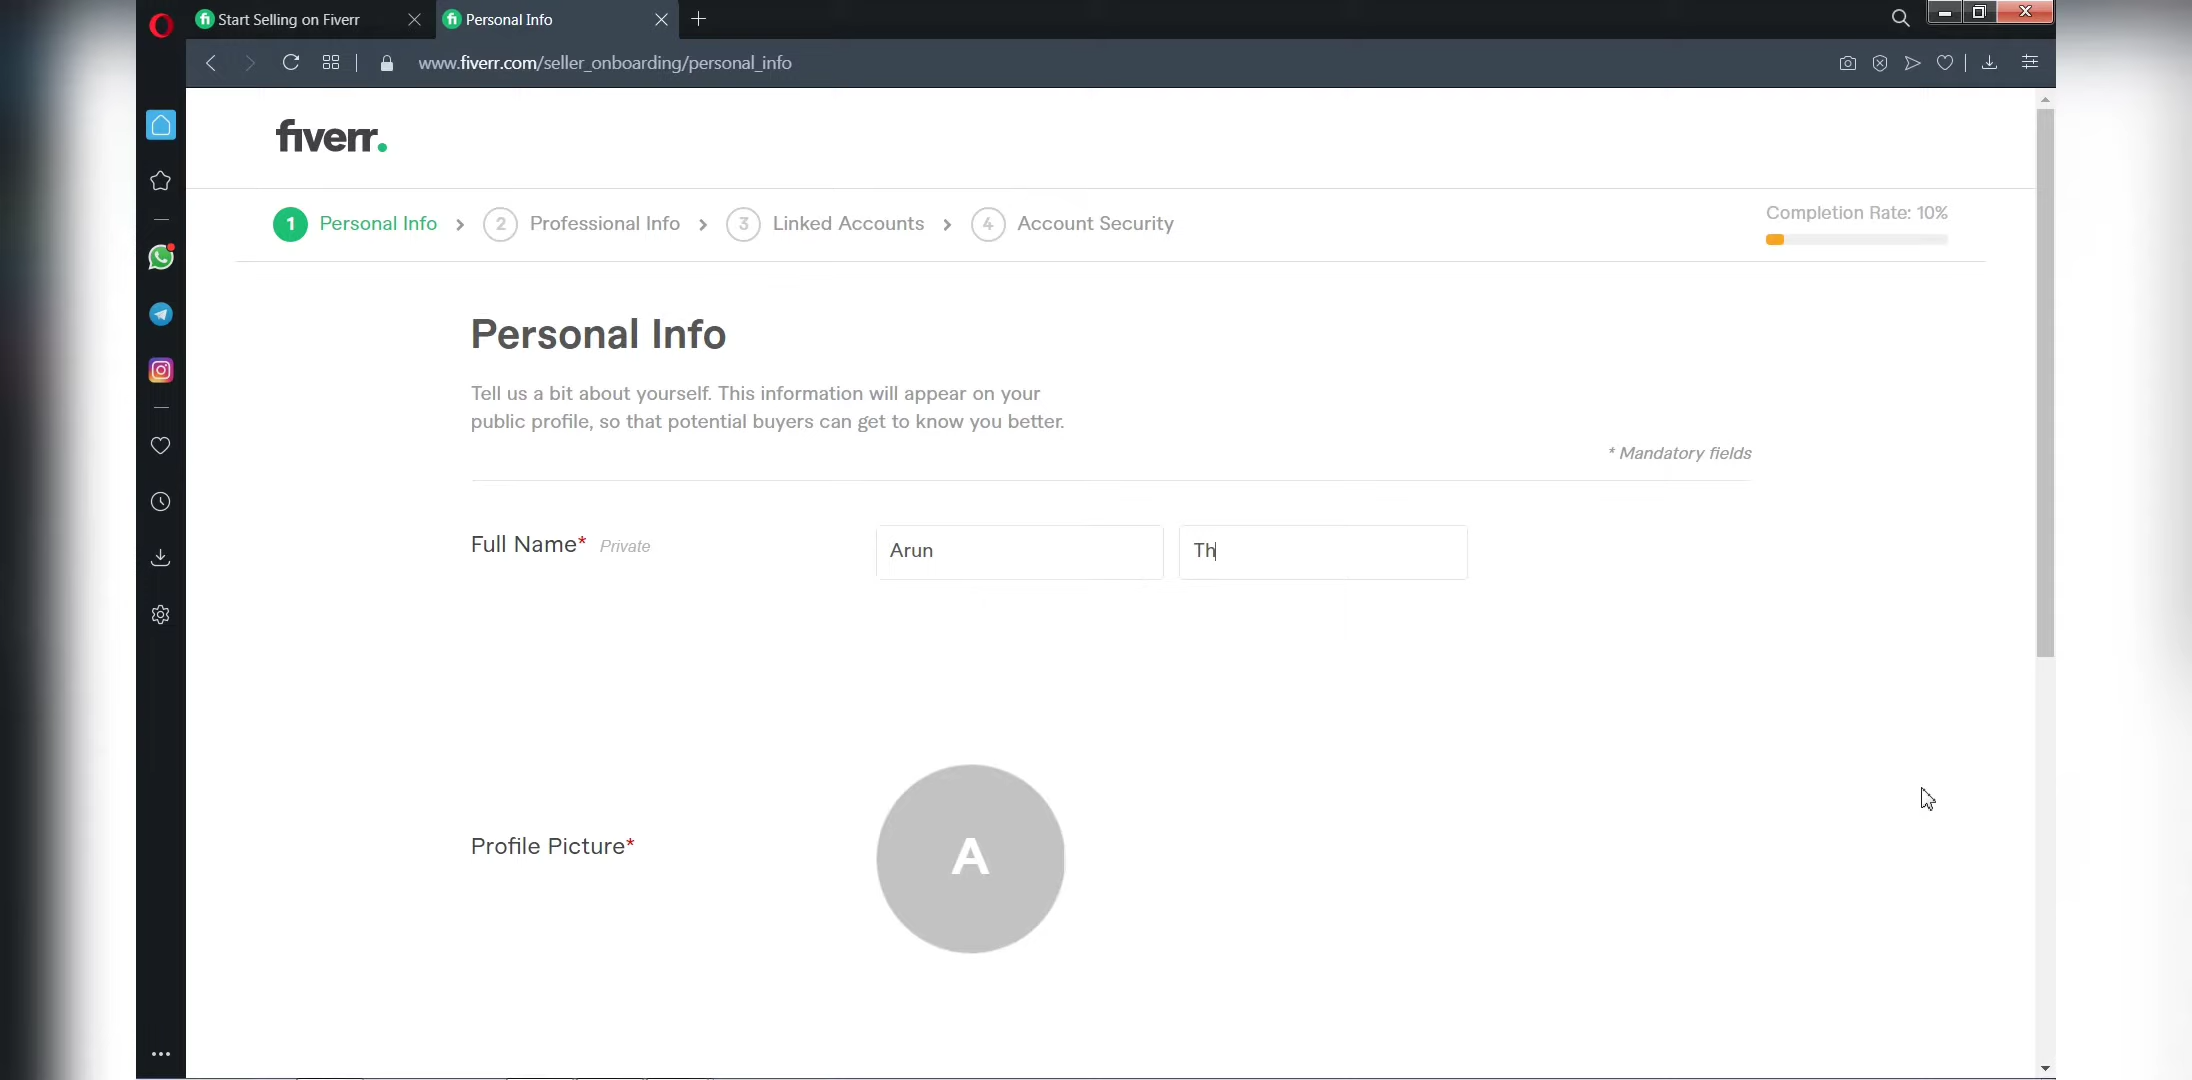 Start Selling on Fiverr
Personal Info
www.fiverr.com/seller_onboarding/personal_info
fiverr.
1 Personal Info 2 Professional Info 3 Linked Accounts 4 Account Security
Completion Rate: 10%
Personal Info
Tell us a bit about yourself. This information will appear on your
public profile, so that potential buyers can get to know you better.
* Mandatory fields
Full Name* Private
Arun
Th
Profile Picture*
A